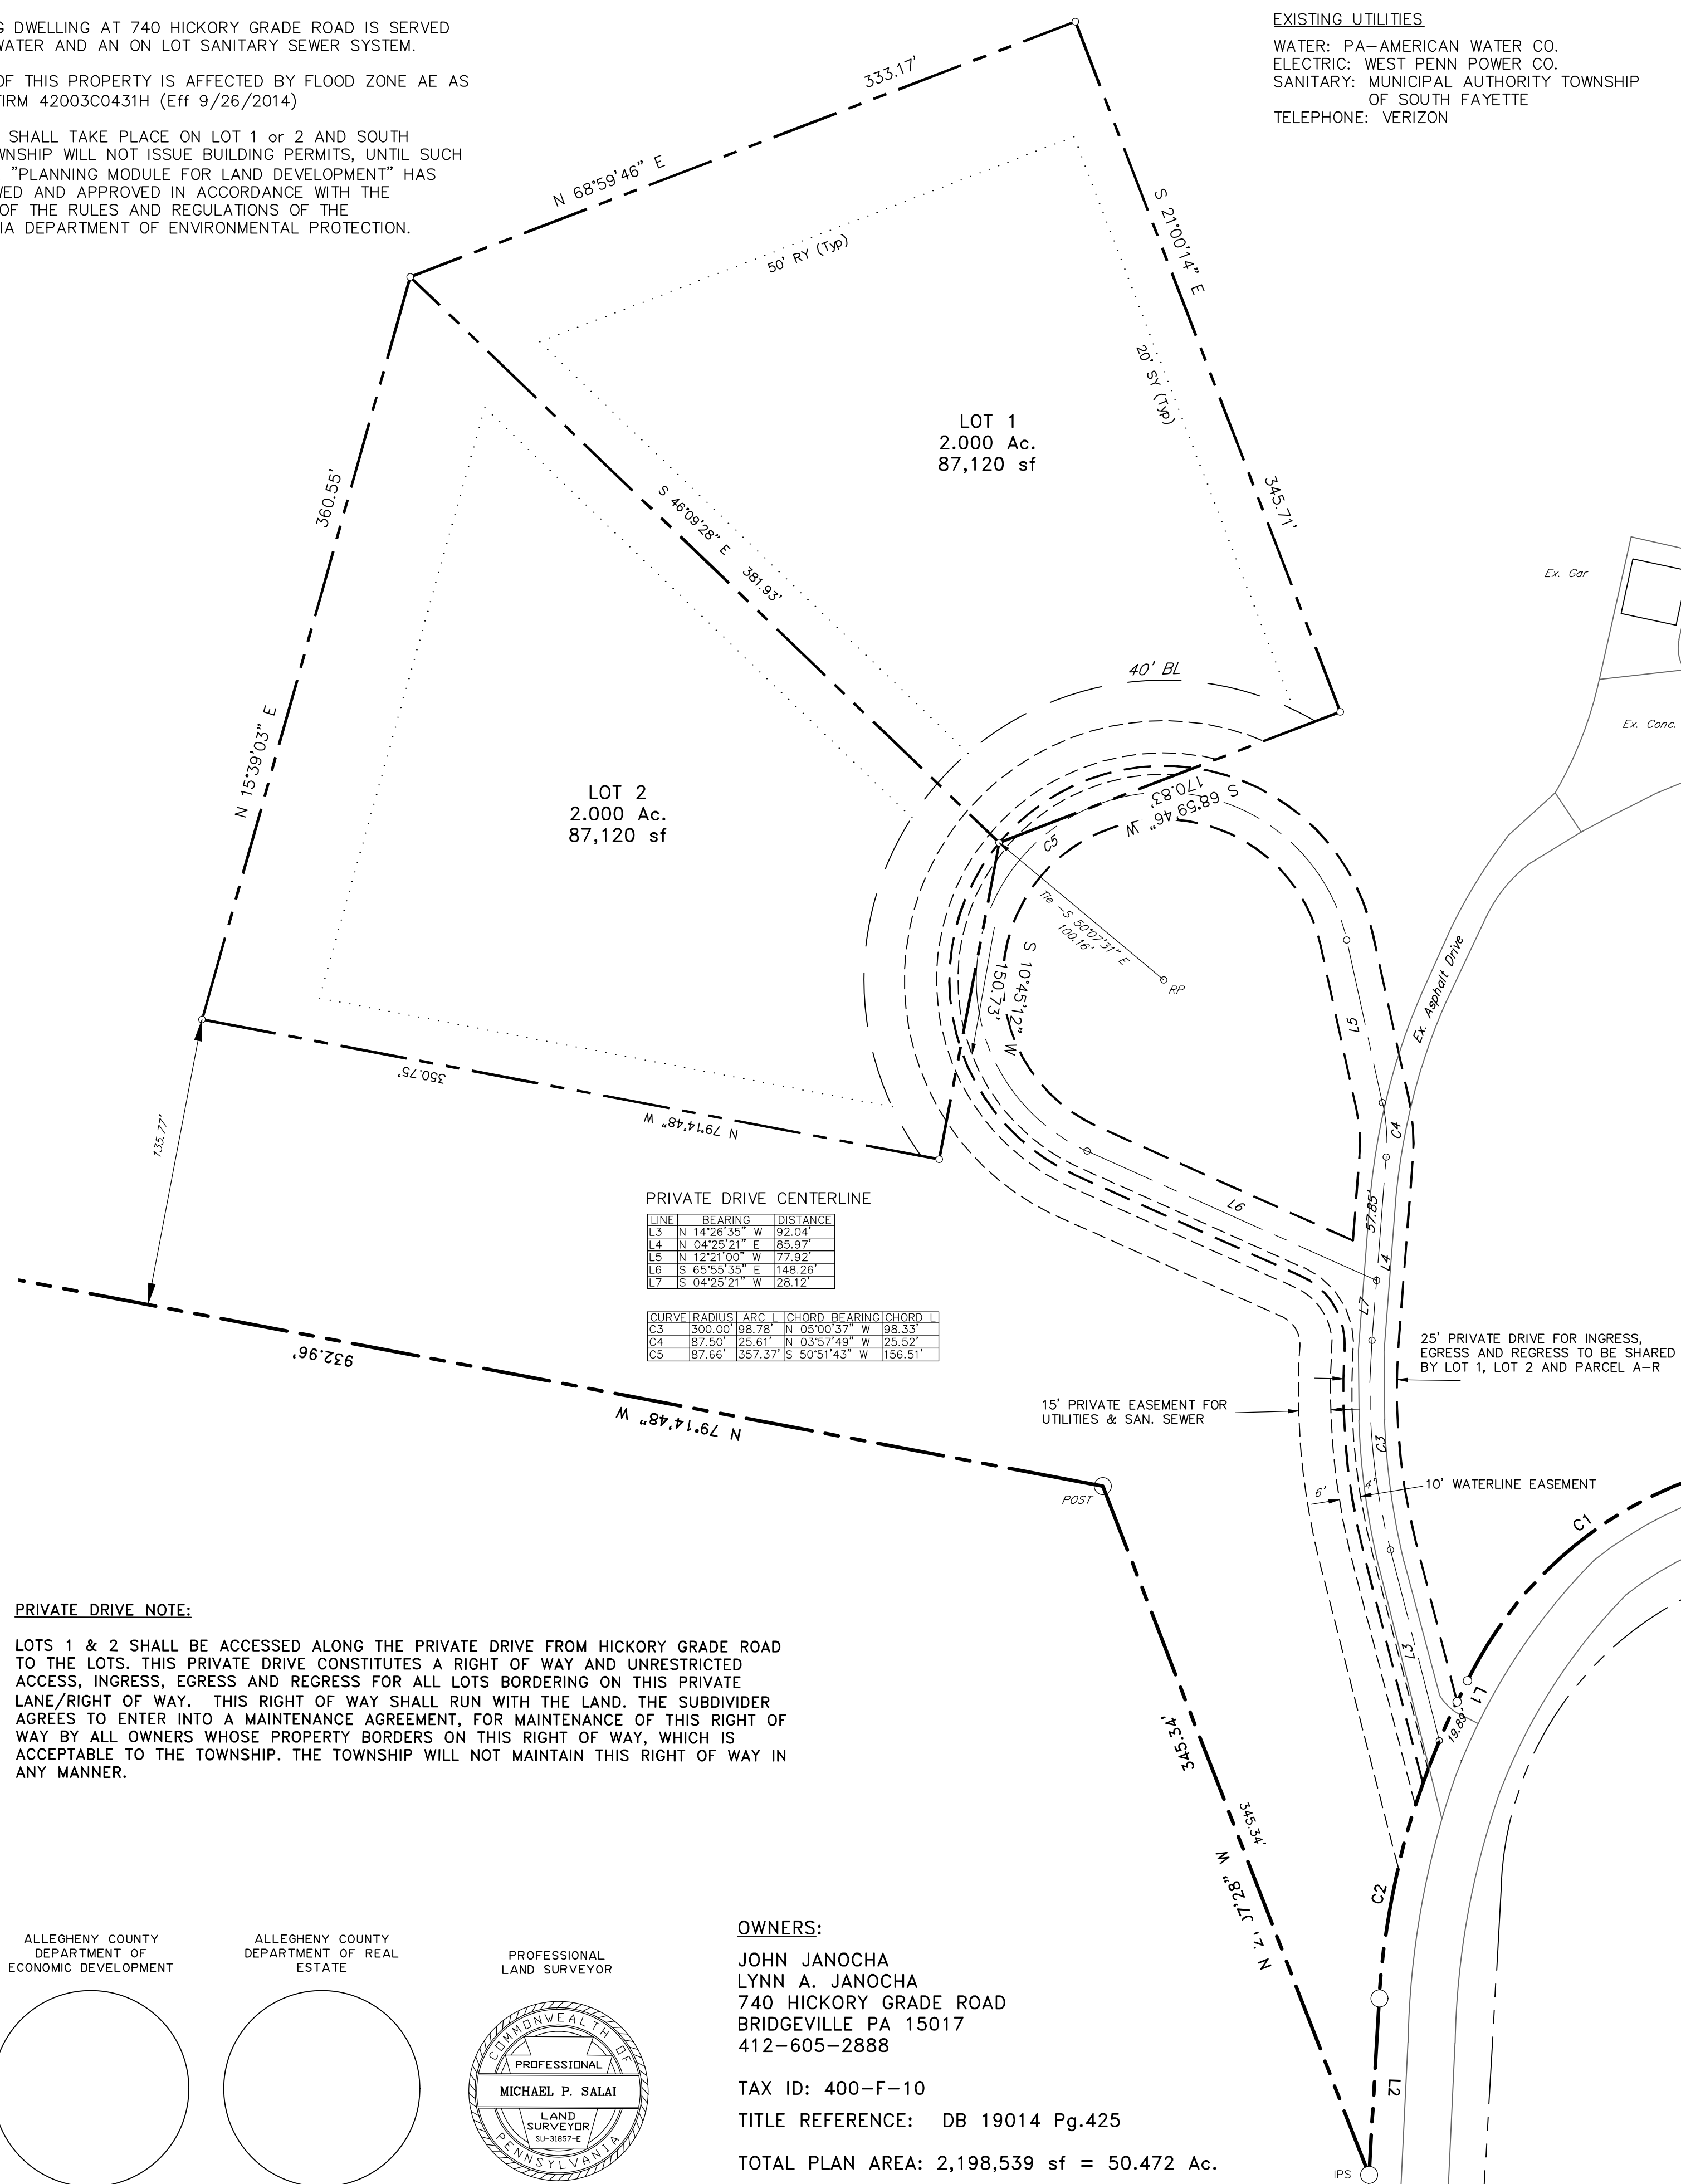 G DWELLING AT 740 HICKORY GRADE ROAD IS SERVED
WATER AND AN ON LOT SANITARY SEWER SYSTEM.
OF THIS PROPERTY IS AFFECTED BY FLOOD ZONE AE AS
FIRM 42003C0431H (Eff 9/26/2014)
SHALL TAKE PLACE ON LOT 1 or 2 AND SOUTH
WNSHIP WILL NOT ISSUE BUILDING PERMITS, UNTIL SUCH
"PLANNING MODULE FOR LAND DEVELOPMENT" HAS
WED AND APPROVED IN ACCORDANCE WITH THE
OF THE RULES AND REGULATIONS OF THE
IA DEPARTMENT OF ENVIRONMENTAL PROTECTION.
EXISTING UTILITIES
WATER: PA-AMERICAN WATER CO.
ELECTRIC: WEST PENN POWER CO.
SANITARY: MUNICIPAL AUTHORITY TOWNSHIP
OF SOUTH FAYETTE
TELEPHONE: VERIZON
333.17'
N 68°59'46" E
S 21°00'14" E
345.71'
50' RY (Typ)
20' SY (Typ)
LOT 1
2.000 Ac.
87,120 sf
360.55'
N 15°39'03" E
S 46°09'28" E 381.93'
LOT 2
2.000 Ac.
87,120 sf
40' BL
S 68°59'46" W
170.83'
C5
Tie -S 50°07'31" E
100.16'
RP
S 10°45'12" W
150.73'
Ex. Gar
Ex. Conc.
Ex. Asphalt Drive
L5
C4
57.85'
L4
L6
L7
350.75'
N 79°14'48" W
135.77'
PRIVATE DRIVE CENTERLINE
LINE BEARING DISTANCE
L3 N 14°26'35" W 92.04'
L4 N 04°25'21" E 85.97'
L5 N 12°21'00" W 77.92'
L6 S 65°55'35" E 148.26'
L7 S 04°25'21" W 28.12'
CURVE RADIUS ARC L CHORD BEARING CHORD L
C3 300.00' 98.78' N 05°00'37" W 98.33'
C4 87.50' 25.61' N 03°57'49" W 25.52'
C5 87.66' 357.37' S 50°51'43" W 156.51'
932.96'
N 79°14'48" W
25' PRIVATE DRIVE FOR INGRESS,
EGRESS AND REGRESS TO BE SHARED
BY LOT 1, LOT 2 AND PARCEL A-R
15' PRIVATE EASEMENT FOR
UTILITIES & SAN. SEWER
C3
10' WATERLINE EASEMENT
6'
4'
POST
C1
L3
L1
19.89'
345.34'
345.34'
C2
L2
IPS
PRIVATE DRIVE NOTE:
LOTS 1 & 2 SHALL BE ACCESSED ALONG THE PRIVATE DRIVE FROM HICKORY GRADE ROAD
TO THE LOTS. THIS PRIVATE DRIVE CONSTITUTES A RIGHT OF WAY AND UNRESTRICTED
ACCESS, INGRESS, EGRESS AND REGRESS FOR ALL LOTS BORDERING ON THIS PRIVATE
LANE/RIGHT OF WAY. THIS RIGHT OF WAY SHALL RUN WITH THE LAND. THE SUBDIVIDER
AGREES TO ENTER INTO A MAINTENANCE AGREEMENT, FOR MAINTENANCE OF THIS RIGHT OF
WAY BY ALL OWNERS WHOSE PROPERTY BORDERS ON THIS RIGHT OF WAY, WHICH IS
ACCEPTABLE TO THE TOWNSHIP. THE TOWNSHIP WILL NOT MAINTAIN THIS RIGHT OF WAY IN
ANY MANNER.
ALLEGHENY COUNTY
DEPARTMENT OF
ECONOMIC DEVELOPMENT
ALLEGHENY COUNTY
DEPARTMENT OF REAL
ESTATE
PROFESSIONAL
LAND SURVEYOR
COMMONWEALTH OF
PROFESSIONAL
MICHAEL P. SALAI
LAND
SURVEYOR
SU-31857-E
PENNSYLVANIA
OWNERS:
JOHN JANOCHA
LYNN A. JANOCHA
740 HICKORY GRADE ROAD
BRIDGEVILLE PA 15017
412-605-2888
TAX ID: 400-F-10
TITLE REFERENCE: DB 19014 Pg.425
TOTAL PLAN AREA: 2,198,539 sf = 50.472 Ac.